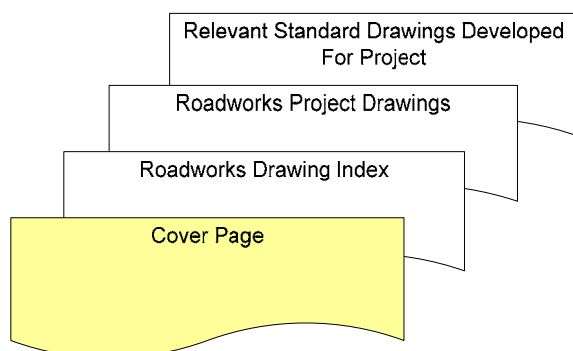 Relevant Standard Drawings Developed
For Project
Roadworks Project Drawings
Roadworks Drawing Index
Cover Page